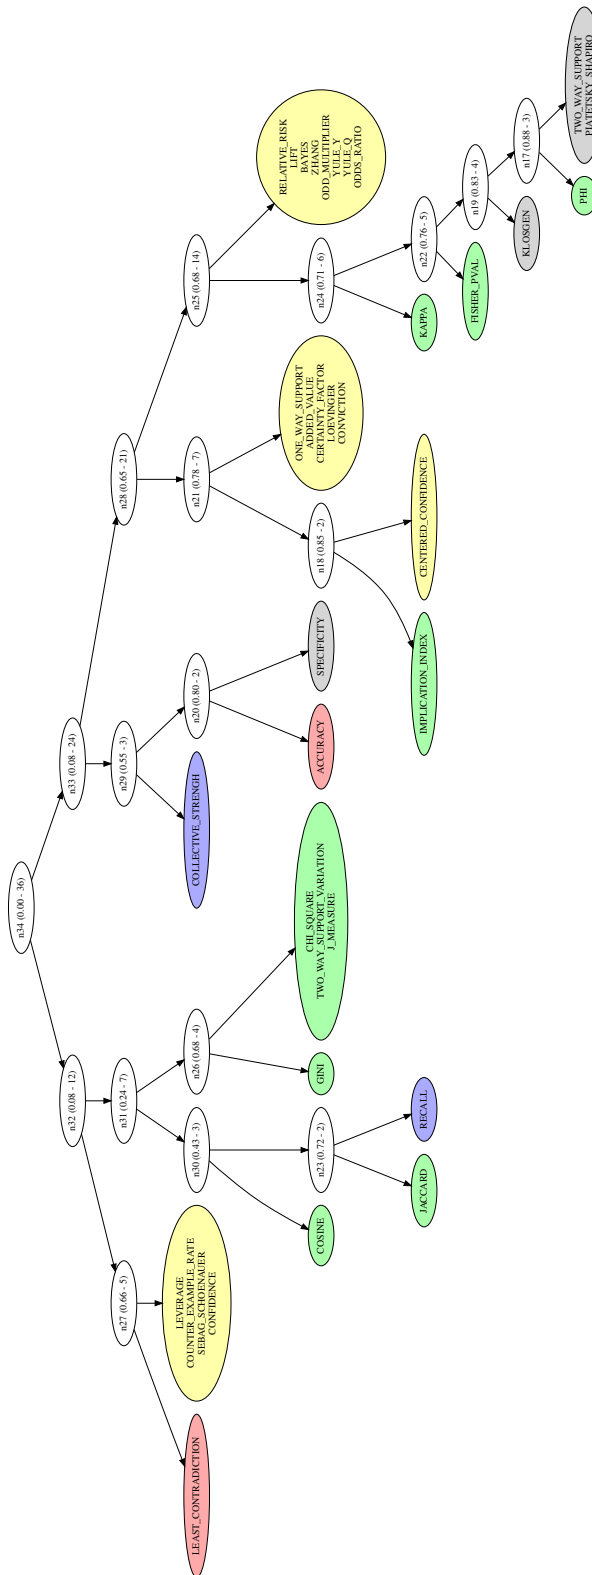 n34 (0.00 - 36)
n32 (0.08 - 12)
n33 (0.08 - 24)
n27 (0.66 - 5)
n31 (0.24 - 7)
n29 (0.55 - 3)
n28 (0.65 - 21)
LEAST_CONTRADICTION
LEVERAGE
COUNTER_EXAMPLE_RATE
SEBAG_SCHOENAUER
CONFIDENCE
n30 (0.43 - 3)
n26 (0.68 - 4)
COLLECTIVE_STRENGH
n20 (0.80 - 2)
n21 (0.78 - 7)
n25 (0.68 - 14)
COSINE
n23 (0.72 - 2)
GINI
CHI_SQUARE
TWO_WAY_SUPPORT_VARIATION
J_MEASURE
ACCURACY
SPECIFICITY
n18 (0.85 - 2)
ONE_WAY_SUPPORT
ADDED_VALUE
CERTAINTY_FACTOR
LOEVINGER
CONVICTION
n24 (0.71 - 6)
RELATIVE_RISK
LIFT
BAYES
ZHANG
ODD_MULTIPLIER
YULE_Y
YULE_Q
ODDS_RATIO
JACCARD
RECALL
IMPLICATION_INDEX
CENTERED_CONFIDENCE
KAPPA
n22 (0.76 - 5)
FISHER_PVAL
n19 (0.83 - 4)
KLOSGEN
n17 (0.88 - 3)
PHI
TWO_WAY_SUPPORT
PIATETSKY_SHAPIRO